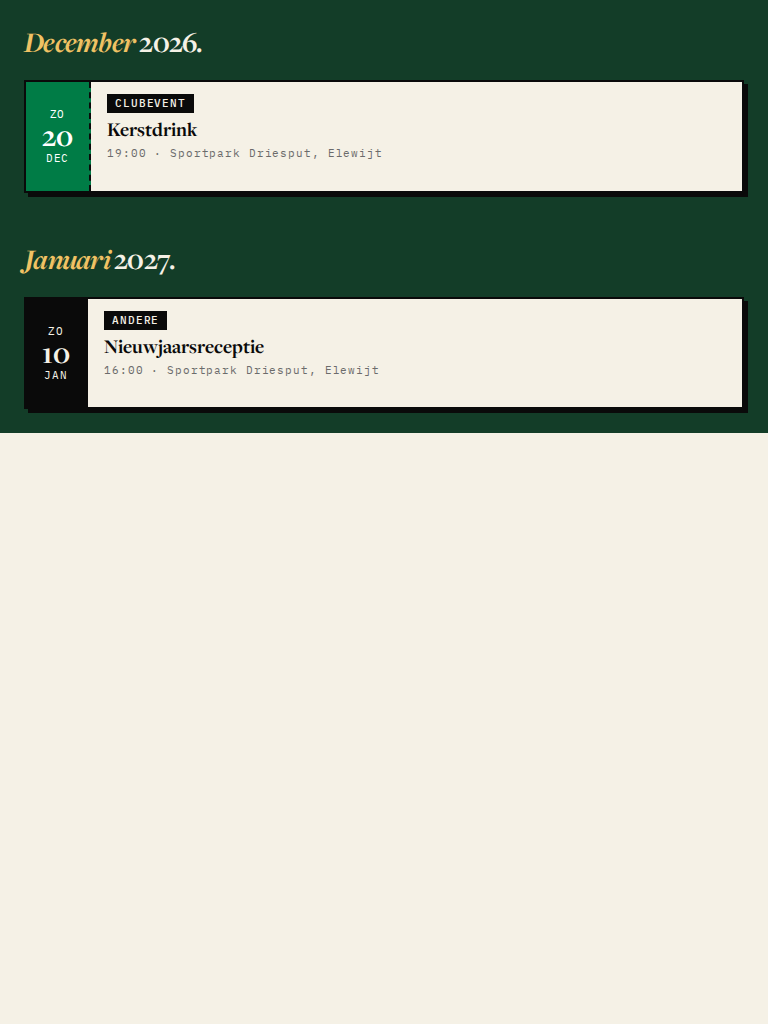 December 2026.
ZO
20
DEC
CLUBEVENT
Kerstdrink
19:00 · Sportpark Driesput, Elewijt
Januari 2027.
ZO
10
JAN
ANDERE
Nieuwjaarsreceptie
16:00 · Sportpark Driesput, Elewijt